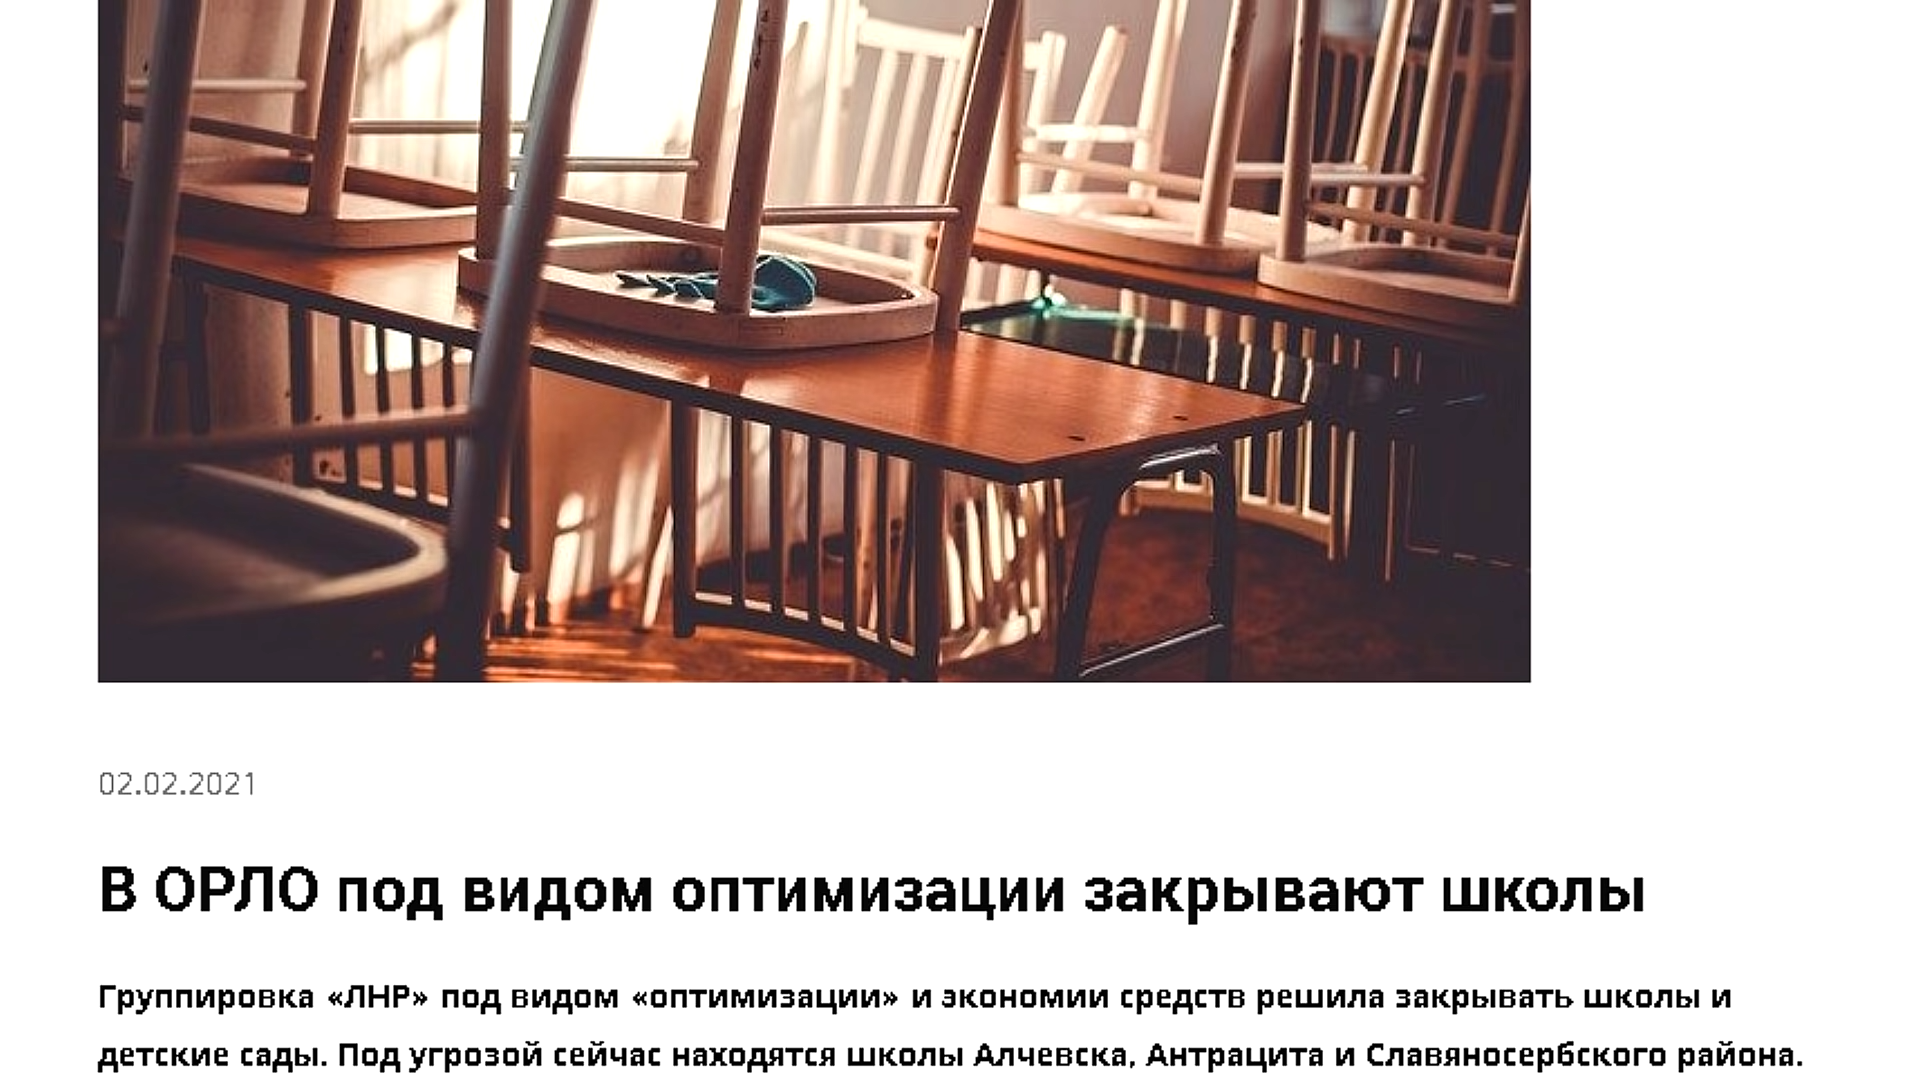 02.02.2021
В ОРЛО под видом оптимизации закрывают школы
Группировка «ЛНР» под видом «оптимизации» и экономии средств решила закрывать школы и
детские сады. Под угрозой сейчас находятся школы Алчевска, Антрацита и Славяносербского района.